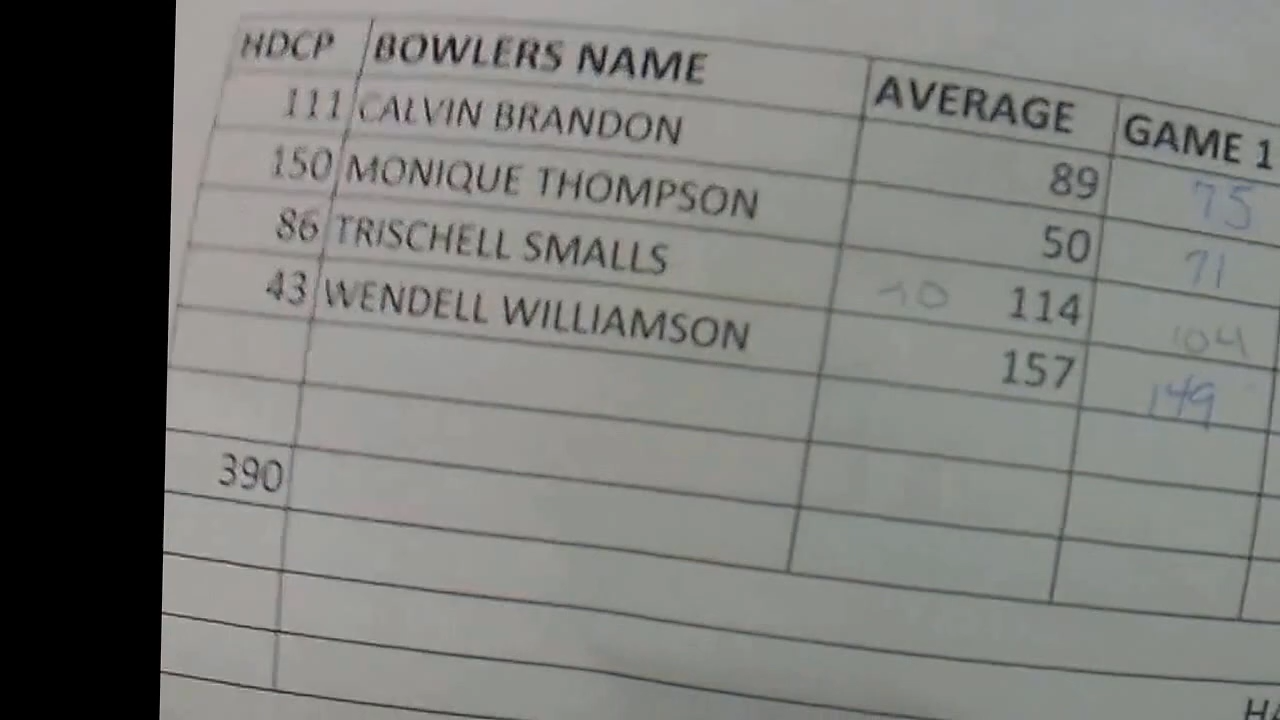 HDCP BOWLERS NAME AVERAGE GAME 1
111 CALVIN BRANDON 89 75
150 MONIQUE THOMPSON 50 71
86 TRISCHELL SMALLS 114 104
43 WENDELL WILLIAMSON 157 149
390